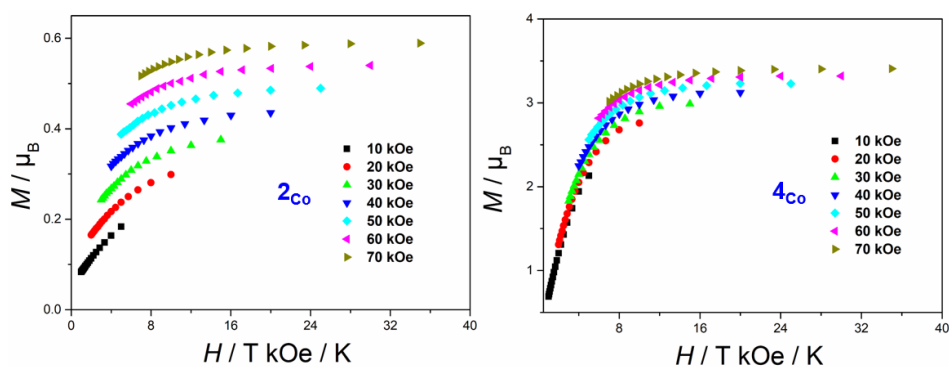 0.6
0.4
0.2
0.0
M / μB
2Co
10 kOe
20 kOe
30 kOe
40 kOe
50 kOe
60 kOe
70 kOe
0 8 16 24 32 40
H / T kOe / K
4
3
2
1
M / μB
4Co
10 kOe
20 kOe
30 kOe
40 kOe
50 kOe
60 kOe
70 kOe
0 8 16 24 32 40
H / T kOe / K